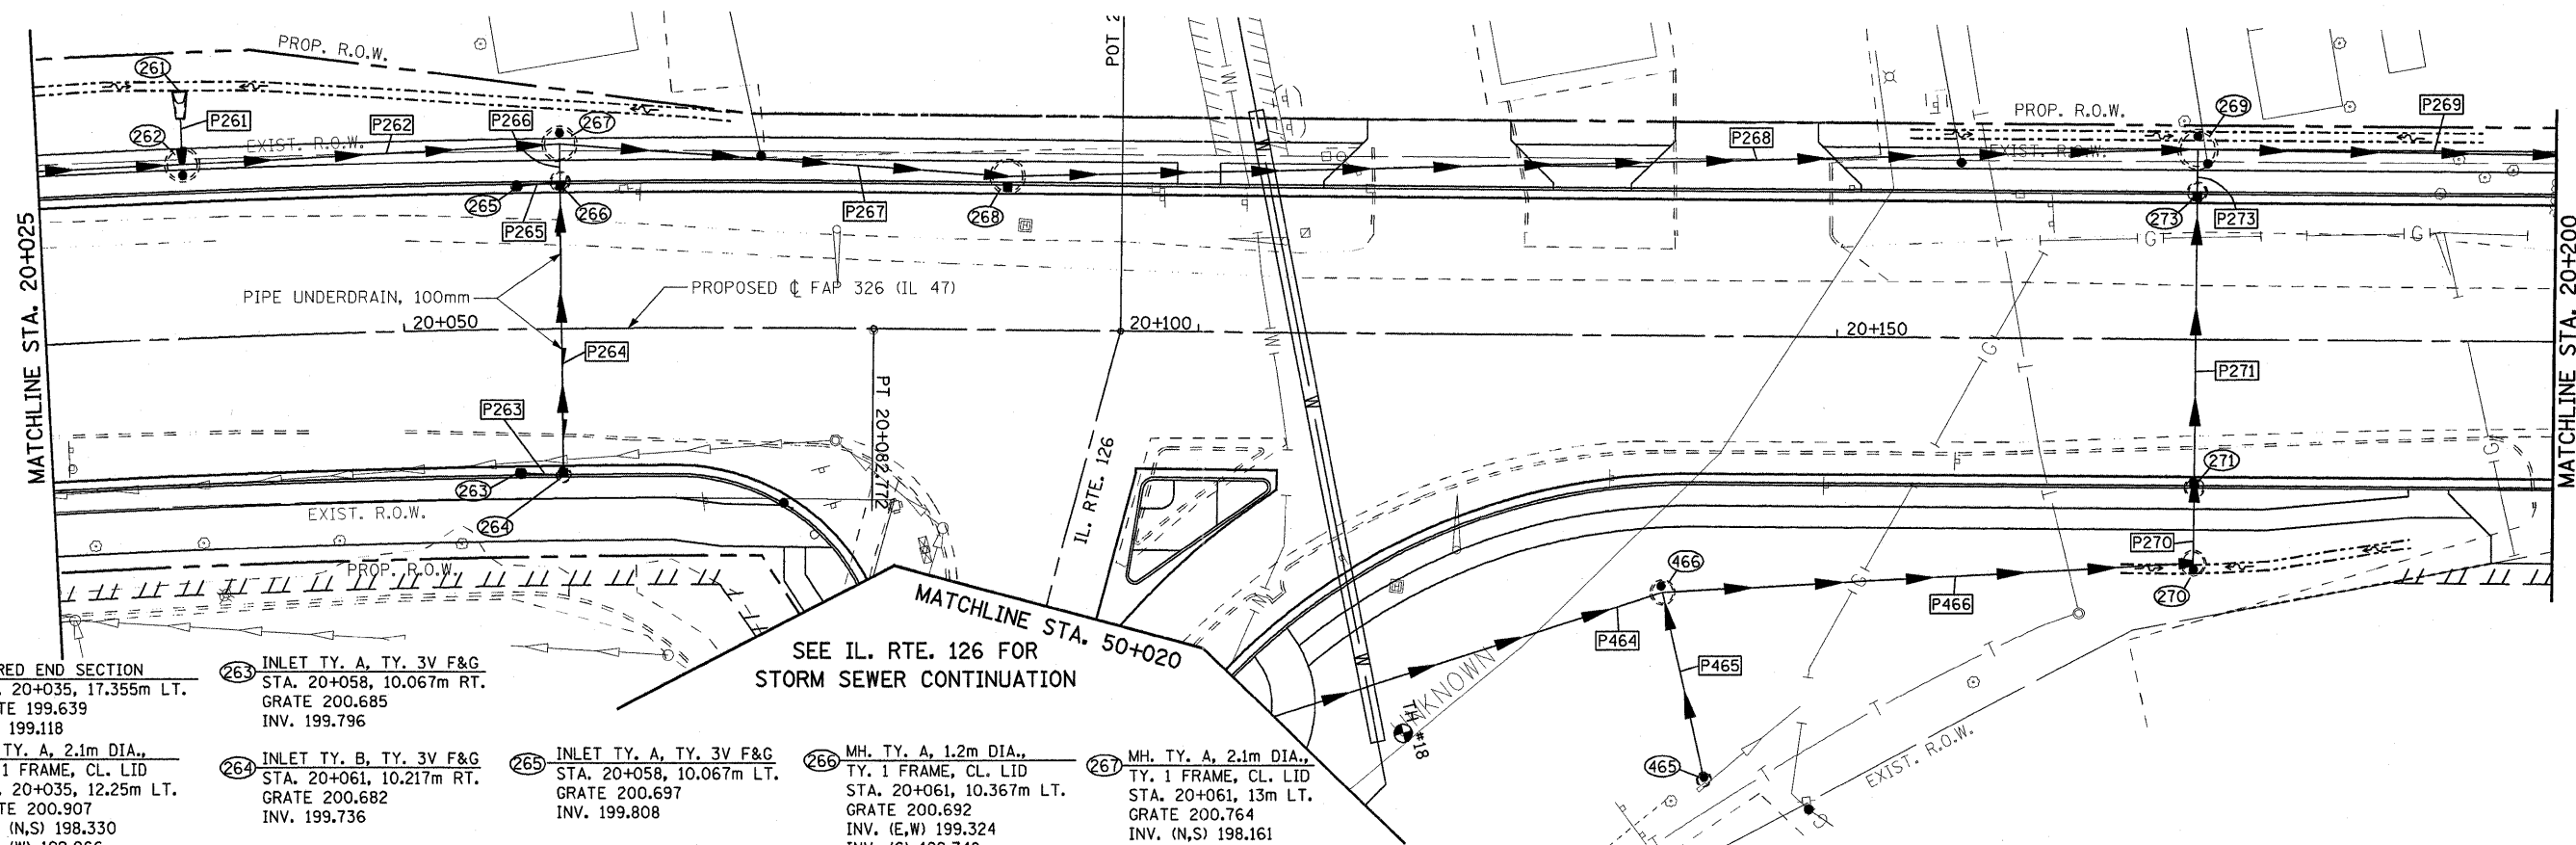 PROP. R.O.W.
261
P261
262
EXIST. R.O.W.
P262
P266
267
265
P265
266
P267
268
POT
W
W
P268
PROP. R.O.W.
269
P269
EXIST. R.O.W.
273
P273
G
G
MATCHLINE STA. 20+025
PIPE UNDERDRAIN, 100mm
PROPOSED ℄ FAP 326 (IL 47)
20+050
P264
PT 20+082.772
20+100
20+150
W
W
G
T
T
P271
MATCHLINE STA. 20+200
P263
263
264
EXIST. R.O.W.
PROP. R.O.W.
IL. RTE. 126
W
W
G
G
T
271
P270
270
466
P466
P464
P465
465
UNKNOWN
TH #18
T
T
T
EXIST. R.O.W.
MATCHLINE STA. 50+020
SEE IL. RTE. 126 FOR
STORM SEWER CONTINUATION
RED END SECTION
. 20+035, 17.355m LT.
TE 199.639
199.118
TY. A, 2.1m DIA.,
1 FRAME, CL. LID
. 20+035, 12.25m LT.
TE 200.907
(N,S) 198.330
263 INLET TY. A, TY. 3V F&G
STA. 20+058, 10.067m RT.
GRATE 200.685
INV. 199.796
264 INLET TY. B, TY. 3V F&G
STA. 20+061, 10.217m RT.
GRATE 200.682
INV. 199.736
265 INLET TY. A, TY. 3V F&G
STA. 20+058, 10.067m LT.
GRATE 200.697
INV. 199.808
266 MH. TY. A, 1.2m DIA.,
TY. 1 FRAME, CL. LID
STA. 20+061, 10.367m LT.
GRATE 200.692
INV. (E,W) 199.324
267 MH. TY. A, 2.1m DIA.,
TY. 1 FRAME, CL. LID
STA. 20+061, 13m LT.
GRATE 200.764
INV. (N,S) 198.161